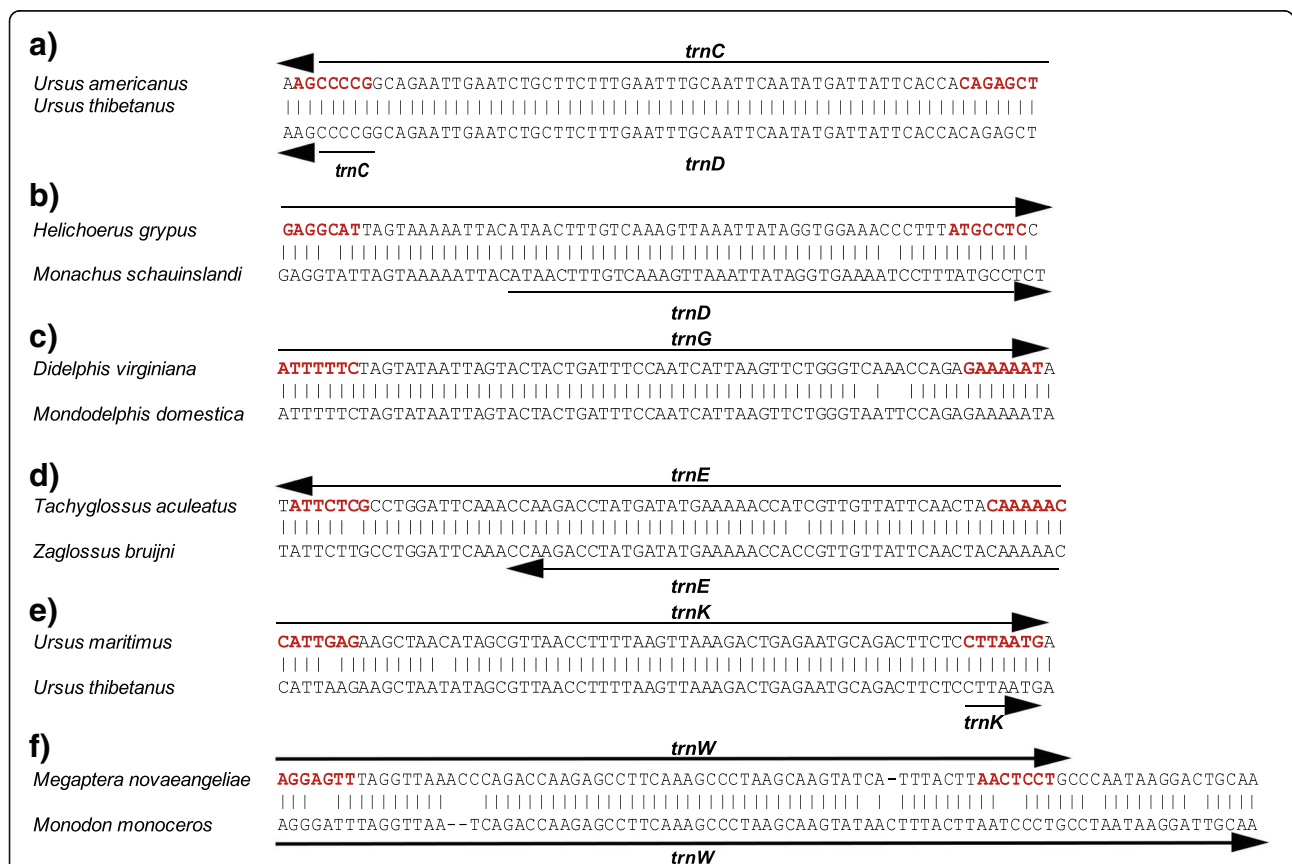 a)
trnC
Ursus americanus AAGCCCCGGCAGAATTGAATCTGCTTCTTTGAATTTGCAATTCAATATGATTATTCACCACAGAGCT
Ursus thibetanus
AAGCCCCGGCAGAATTGAATCTGCTTCTTTGAATTTGCAATTCAATATGATTATTCACCACAGAGCT
trnC trnD
b)
Helichoerus grypus GAGGCATTAGTAAAAATTACATAACTTTGTCAAAGTTAAATTATAGGTGGAAACCCTTTATGCCTCC
Monachus schauinslandi GAGGTATTAGTAAAAATTACATAACTTTGTCAAAGTTAAATTATAGGTGAAAATCCTTTATGCCTCT
trnD
c)
trnG
Didelphis virginiana ATTTTTCTAGTATAATTAGTACTACTGATTTCCAATCATTAAGTTCTGGGTCAAACCAGAGAAAAATA
Mondodelphis domestica ATTTTTCTAGTATAATTAGTACTACTGATTTCCAATCATTAAGTTCTGGGTAATTCCAGAGAAAAATA
d)
trnE
Tachyglossus aculeatus TATTCTCGCCTGGATTCAAACCAAGACCTATGATATGAAAAACCATCGTTGTTATTCAACTACAAAAAC
Zaglossus bruijni TATTCTTGCCTGGATTCAAACCAAGACCTATGATATGAAAAACCACCGTTGTTATTCAACTACAAAAAC
trnE
e)
trnK
Ursus maritimus CATTGAGAAGCTAACATAGCGTTAACCTTTTAAGTTAAAGACTGAGAATGCAGACTTCTCCTTAATGA
Ursus thibetanus CATTAAGAAGCTAATATAGCGTTAACCTTTTAAGTTAAAGACTGAGAATGCAGACTTCTCCTTAATGA
trnK
f)
trnW
Megaptera novaeangeliae AGGAGTTTAGGTTAAACCCAGACCAAGAGCCTTCAAAGCCCTAAGCAAGTATCA-TTTACTTAACTCCTGCCCAATAAGGACTGCAA
Monodon monoceros AGGGATTTAGGTTAA--TCAGACCAAGAGCCTTCAAAGCCCTAAGCAAGTATAACTTTACTTAATCCCTGCCTAATAAGGATTGCAA
trnW